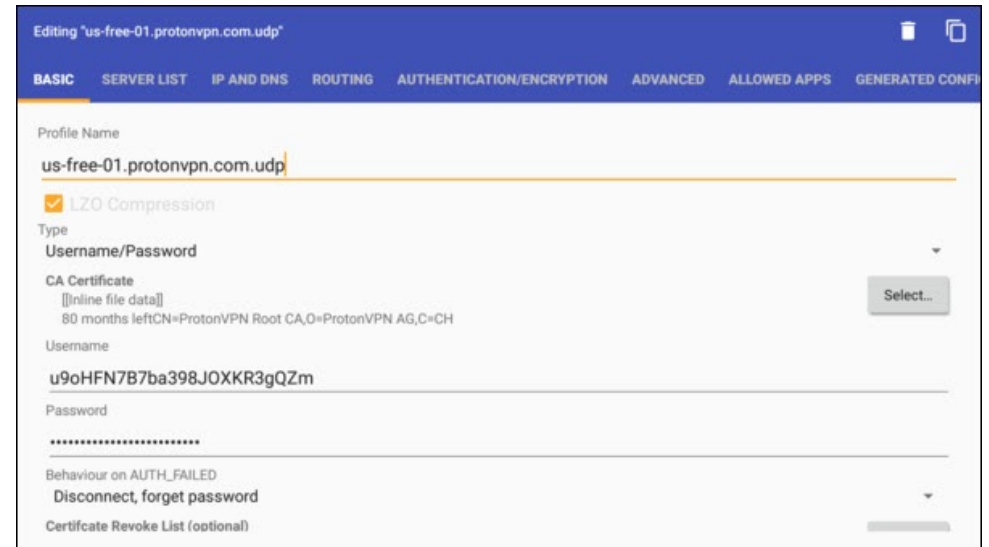 Editing "us-free-01.protonvpn.com.udp"
BASIC SERVER LIST IP AND DNS ROUTING AUTHENTICATION/ENCRYPTION ADVANCED ALLOWED APPS GENERATED CONFI
Profile Name
us-free-01.protonvpn.com.udp
LZO Compression
Type
Username/Password
CA Certificate
[[Inline file data]]
Select...
80 months leftCN=ProtonVPN Root CA,O=ProtonVPN AG,C=CH
Username
u9oHFN7B7ba398JOXKR3gQZm
Password
Behaviour on AUTH_FAILED
Disconnect, forget password
Certifcate Revoke List (optional)